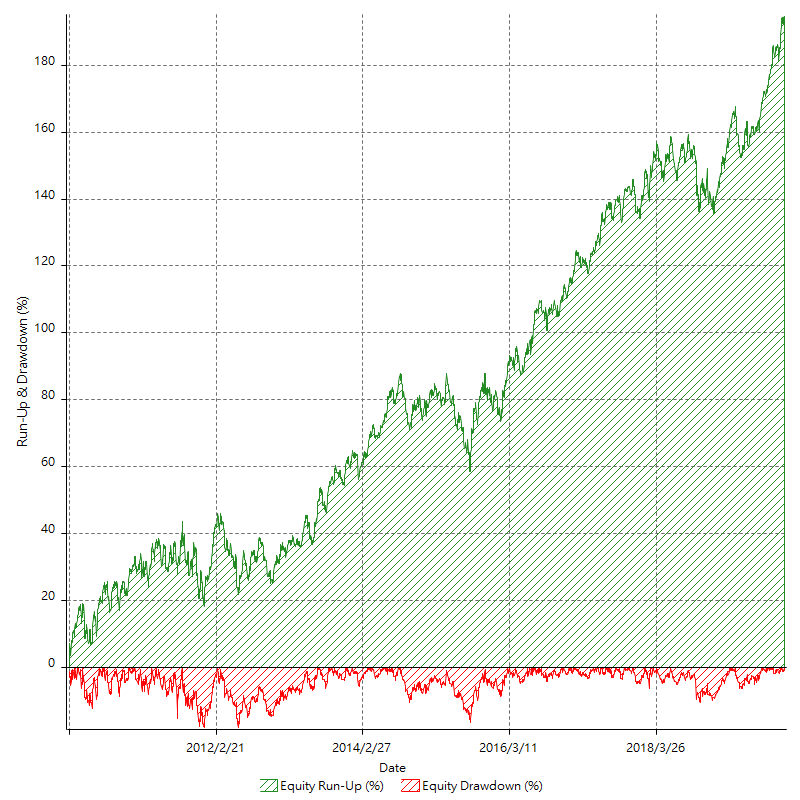 180
160
140
120
100
80
60
40
20
0
Run-Up & Drawdown (%)
2012/2/21 2014/2/27 2016/3/11 2018/3/26
Date
Equity Run-Up (%) Equity Drawdown (%)